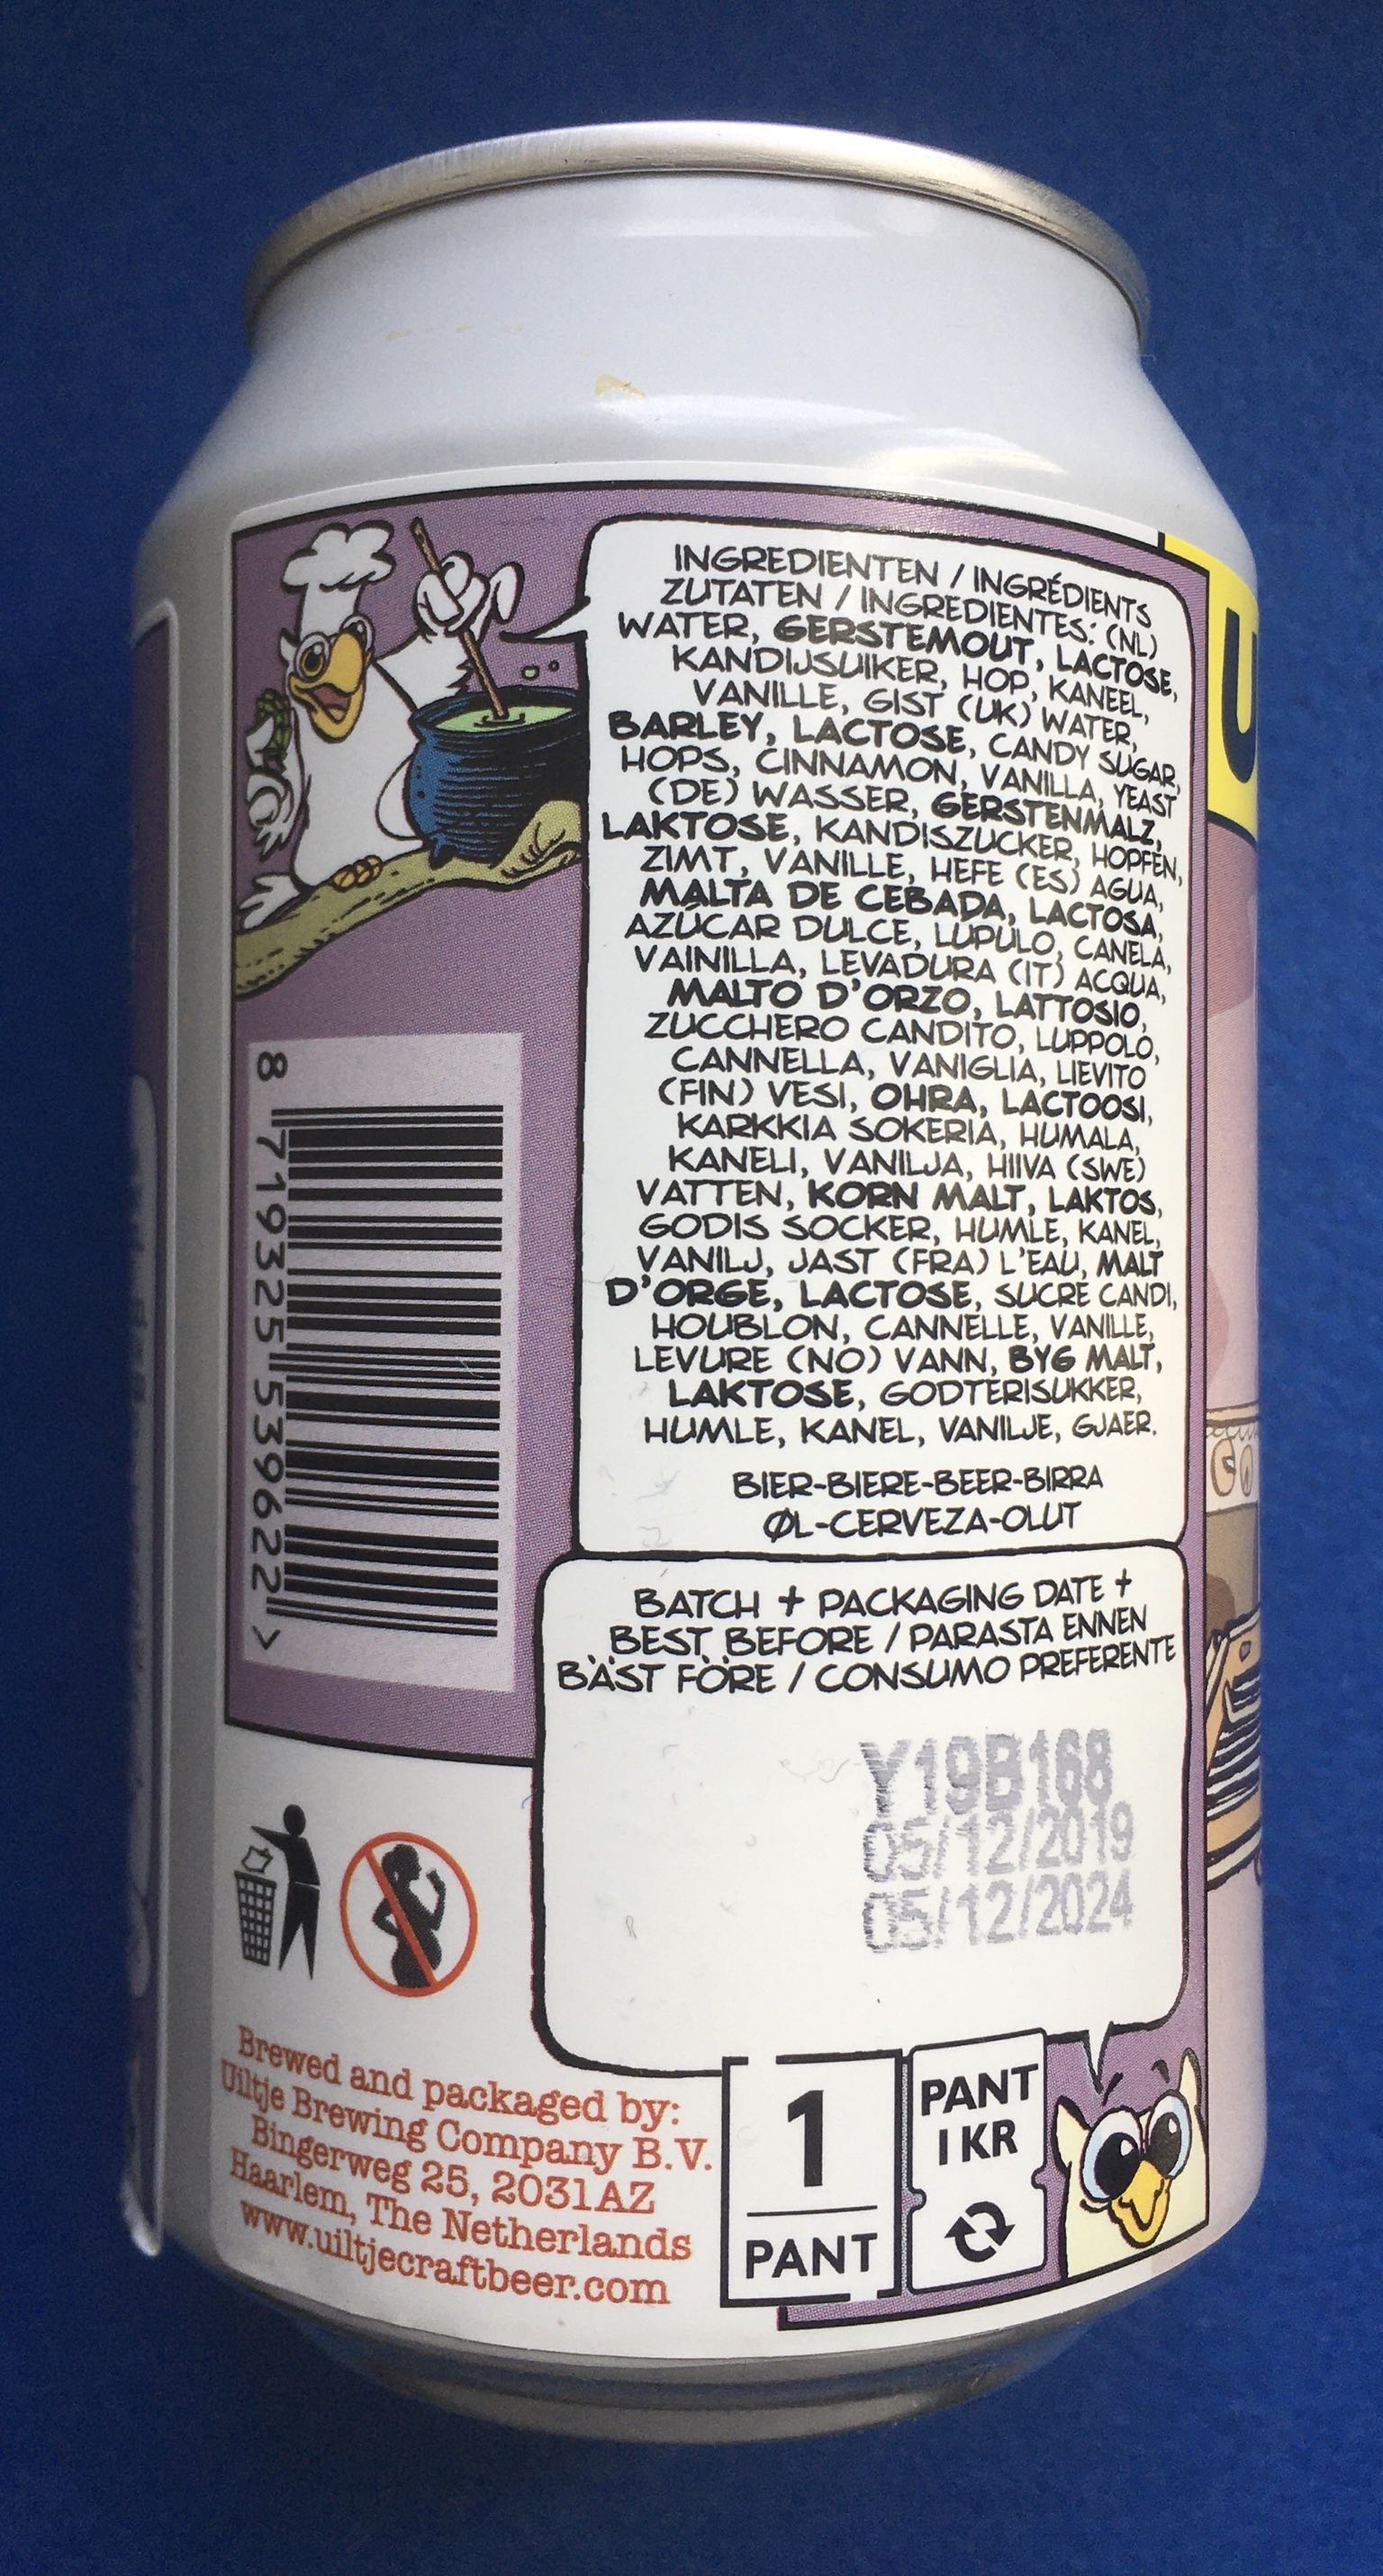 INGREDIENTEN / INGRÉDIENTS
ZUTATEN / INGREDIENTES: (NL)
WATER, GERSTEMOUT, LACTOSE,
KANDIJSUIKER, HOP, KANEEL,
VANILLE, GIST (UK) WATER,
BARLEY, LACTOSE, CANDY SUGAR,
HOPS, CINNAMON, VANILLA, YEAST
(DE) WASSER, GERSTENMALZ,
LAKTOSE, KANDISZUCKER, HOPFEN,
ZIMT, VANILLE, HEFE (ES) AGUA,
MALTA DE CEBADA, LACTOSA,
AZÚCAR DULCE, LÚPULO, CANELA,
VAINILLA, LEVADURA (IT) ACQUA,
MALTO D'ORZO, LATTOSIO,
ZUCCHERO CANDITO, LUPPOLO,
CANNELLA, VANIGLIA, LIEVITO
(FIN) VESI, OHRA, LACTOOSI,
KARKKIA SOKERIA, HUMALA,
KANELI, VANILJA, HIIVA (SWE)
VATTEN, KORN MALT, LAKTOS,
GODIS SOCKER, HUMLE, KANEL,
VANILJ, JAST (FRA) L'EAU, MALT
D'ORGE, LACTOSE, SUCRE CANDI,
HOUBLON, CANNELLE, VANILLE,
LEVURE (NO) VANN, BYG MALT,
LAKTOSE, GODTERISUKKER,
HUMLE, KANEL, VANILJE, GJAER.
BIER-BIERE-BEER-BIRRA
ØL-CERVEZA-OLUT
8 719325 539622 >
BATCH + PACKAGING DATE +
BEST BEFORE / PARASTA ENNEN
BÄST FÖRE / CONSUMO PREFERENTE
Y19B168
05/12/2019
05/12/2024
Brewed and packaged by:
Uiltje Brewing Company B.V.
Bingerweg 25, 2031AZ
Haarlem, The Netherlands
www.uiltjecraftbeer.com
1
PANT
PANT
1 KR
U